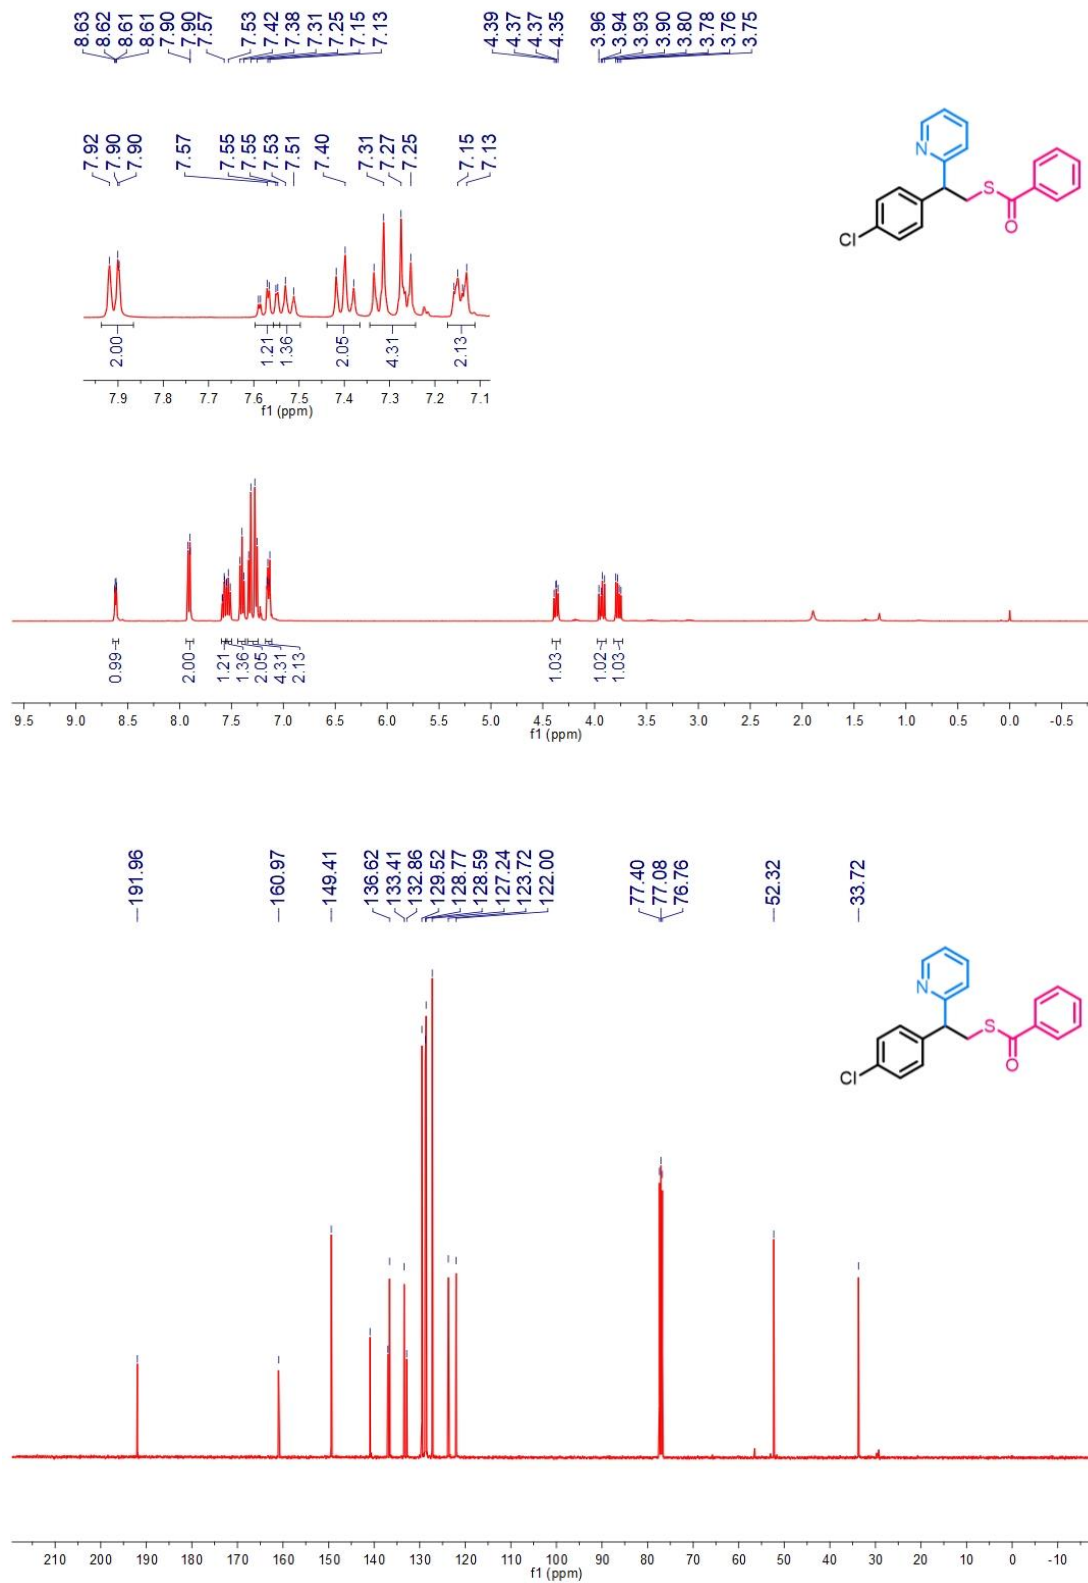 8.63 8.62 8.61 8.61 7.90 7.90 7.57 7.53 7.42 7.38 7.31 7.25 7.15 7.13 4.39 4.37 4.37 4.35 3.96 3.94 3.93 3.90 3.80 3.78 3.76 3.75
7.92 7.90 7.90 7.57 7.55 7.55 7.53 7.51 7.40 7.31 7.27 7.25 7.15 7.13
N
S
Cl
O
2.00 1.21 1.36 2.05 4.31 2.13
7.9 7.8 7.7 7.6 7.5 7.4 7.3 7.2 7.1
f1 (ppm)
0.99 2.00 1.21 1.36 2.05 4.31 2.13 1.03 1.02 1.03
9.5 9.0 8.5 8.0 7.5 7.0 6.5 6.0 5.5 5.0 4.5 4.0 3.5 3.0 2.5 2.0 1.5 1.0 0.5 0.0 -0.5
f1 (ppm)
191.96 160.97 149.41 136.62 133.41 132.86 129.52 128.77 128.59 127.24 123.72 122.00 77.40 77.08 76.76 52.32 33.72
N
S
Cl
O
210 200 190 180 170 160 150 140 130 120 110 100 90 80 70 60 50 40 30 20 10 0 -10
f1 (ppm)